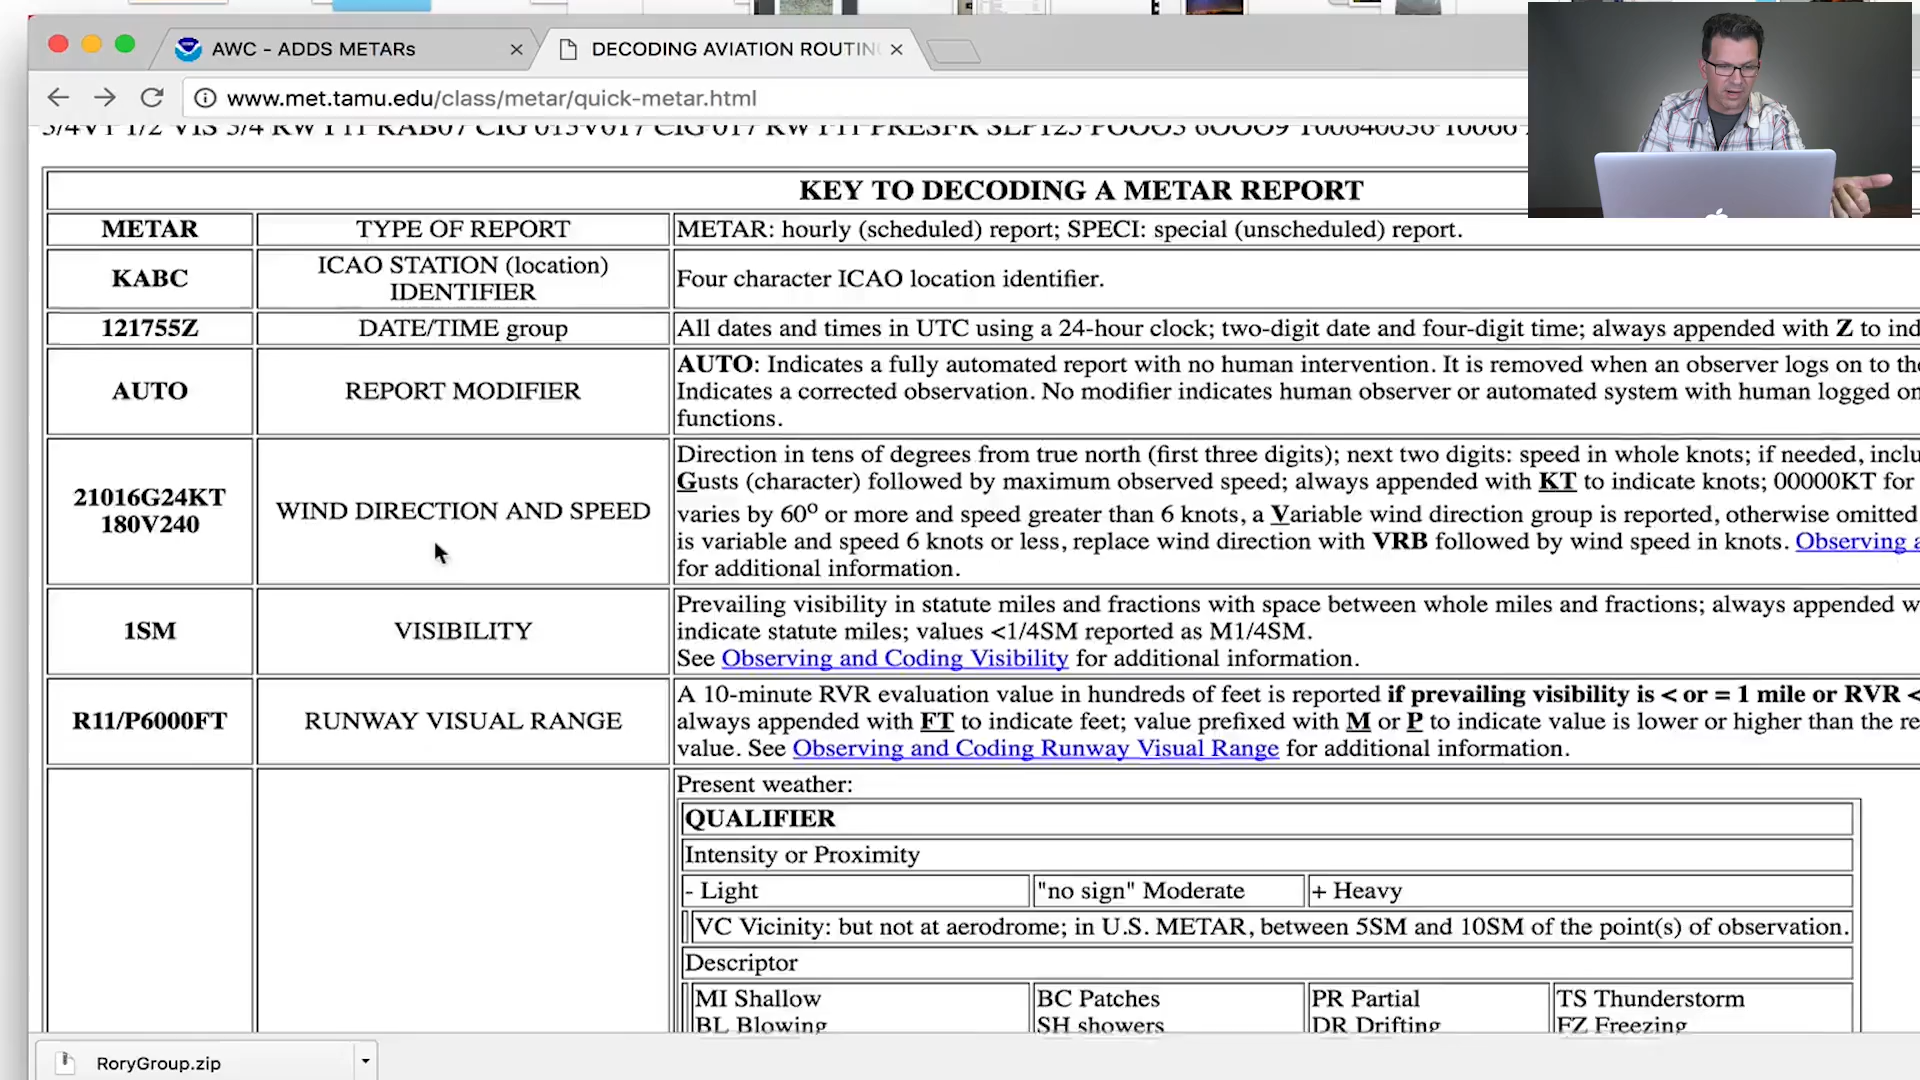 AWC - ADDS METARs
DECODING AVIATION ROUTIN
www.met.tamu.edu/class/metar/quick-metar.html
KEY TO DECODING A METAR REPORT
METAR
TYPE OF REPORT
METAR: hourly (scheduled) report; SPECI: special (unscheduled) report.
KABC
ICAO STATION (location)
IDENTIFIER
Four character ICAO location identifier.
121755Z
DATE/TIME group
All dates and times in UTC using a 24-hour clock; two-digit date and four-digit time; always appended with Z to ind
AUTO
REPORT MODIFIER
AUTO: Indicates a fully automated report with no human intervention. It is removed when an observer logs on to the
Indicates a corrected observation. No modifier indicates human observer or automated system with human logged on
functions.
21016G24KT
180V240
WIND DIRECTION AND SPEED
Direction in tens of degrees from true north (first three digits); next two digits: speed in whole knots; if needed, inclu
Gusts (character) followed by maximum observed speed; always appended with KT to indicate knots; 00000KT for
varies by 60o or more and speed greater than 6 knots, a Variable wind direction group is reported, otherwise omitted
is variable and speed 6 knots or less, replace wind direction with VRB followed by wind speed in knots. Observing a
for additional information.
1SM
VISIBILITY
Prevailing visibility in statute miles and fractions with space between whole miles and fractions; always appended w
indicate statute miles; values <1/4SM reported as M1/4SM.
See Observing and Coding Visibility for additional information.
R11/P6000FT
RUNWAY VISUAL RANGE
A 10-minute RVR evaluation value in hundreds of feet is reported if prevailing visibility is < or = 1 mile or RVR <
always appended with FT to indicate feet; value prefixed with M or P to indicate value is lower or higher than the re
value. See Observing and Coding Runway Visual Range for additional information.
Present weather:
QUALIFIER
Intensity or Proximity
- Light
"no sign" Moderate
+ Heavy
VC Vicinity: but not at aerodrome; in U.S. METAR, between 5SM and 10SM of the point(s) of observation.
Descriptor
MI Shallow
BC Patches
PR Partial
TS Thunderstorm
BL Blowing
SH showers
DR Drifting
FZ Freezing
RoryGroup.zip